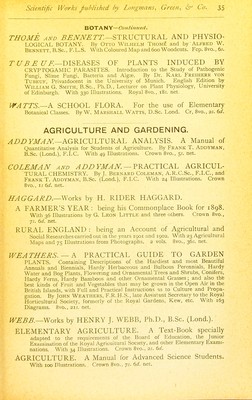 Scientific Works published by Longmans, Green, & Co. 35
BOTANY—Continued;
THOMÉ AND BENNETT.—STRUCTURAL AND PHYSIO-
LOGICAL BOTANY. By OTTO WILHELM THOMÉ and by ALFRED W.
BENNETT, B.Sc., F.L.S. With Coloured Map and 600 Woodcuts. Fcp. 8vo., 6s.
TUBEUF.—DISEASES OF PLANTS INDUCED BY
CRYPTOGAMIC PARASITES. Introduction to the Study of Pathogenic
Fungi, Slime Fungi, Bacteria and Algæ. By Dr. KARL FREIHERR VON
TUBEUF, Privatdocent in the University of Munich. English Edition by
WILLIAM G. SMITH, B.Sc., Ph.D., Lecturer on Plant Physiology, University
of Edinburgh. With 330 Illustrations. Royal 8vo., 18s. net.
WATTS.—A SCHOOL FLORA. For the use of Elementary
Botanical Classes. By W. MARSHALL WATTS, D.Sc. Lond. Cr. 8vo., 2s. 6d.
AGRICULTURE AND GARDENING.
ADDYMAN.—AGRICULTURAL ANALYSIS. A Manual of
Quantitative Analysis for Students of Agriculture. By FRANK T. ADDYMAN,
B.Sc. (Lond.), F.I.C. With 49 Illustrations. Crown 8vo., 5s. net.
COLEMAN AND ADDYMAN.—PRACTICAL AGRICUL-
TURAL CHEMISTRY. By J. BERNARD COLEMAN, A.R.C.Sc., F.I.C., and
FRANK T. ADDYMAN, B.Sc. (Lond.), F.I.C. With 24 Illustrations. Crown
8vo., 1s. 6d. net.
HAGGARD.—Works by H. RIDER HAGGARD.
A FARMER'S YEAR: being his Commonplace Book for 1898.
With 36 Illustrations by G. LEON LITTLE and three others. Crown 8vo.,
7s. 6d. net.
RURAL ENGLAND: being an Account of Agricultural and
Social Researches carried out in the years 1901 and 1902. With 23 Agricultural
Maps and 75 Illustrations from Photographs. 2 vols. 8vo., 36s. net.
WEATHERS.—A PRACTICAL GUIDE TO GARDEN
PLANTS. Containing Descriptions of the Hardiest and most Beautiful
Annuals and Biennials, Hardy Herbaceous and Bulbous Perennials, Hardy
Water and Bog Plants, Flowering and Ornamental Trees and Shrubs, Conifers,
Hardy Ferns, Hardy Bamboos and other Ornamental Grasses; and also the
best kinds of Fruit and Vegetables that may be grown in the Open Air in the
British Islands, with Full and Practical Instructions as to Culture and Propa-
gation. By JOHN WEATHERS, F.R.H.S., late Assistant Secretary to the Royal
Horticultural Society, formerly of the Royal Gardens, Kew, etc. With 163
Diagrams. 8vo., 21s. net.
WEBB.—Works by HENRY J. WEBB, Ph.D., B.Sc. (Lond.).
ELEMENTARY AGRICULTURE. A Text-Book specially
adapted to the requirements of the Board of Education, the Junior
Examination of the Royal Agricultural Society, and other Elementary Exami-
nations. With 34 Illustrations. Crown 8vo., 2s. 6d.
AGRICULTURE. A Manual for Advanced Science Students.
With 100 Illustrations. Crown 8vo., 7s. 6d. net.